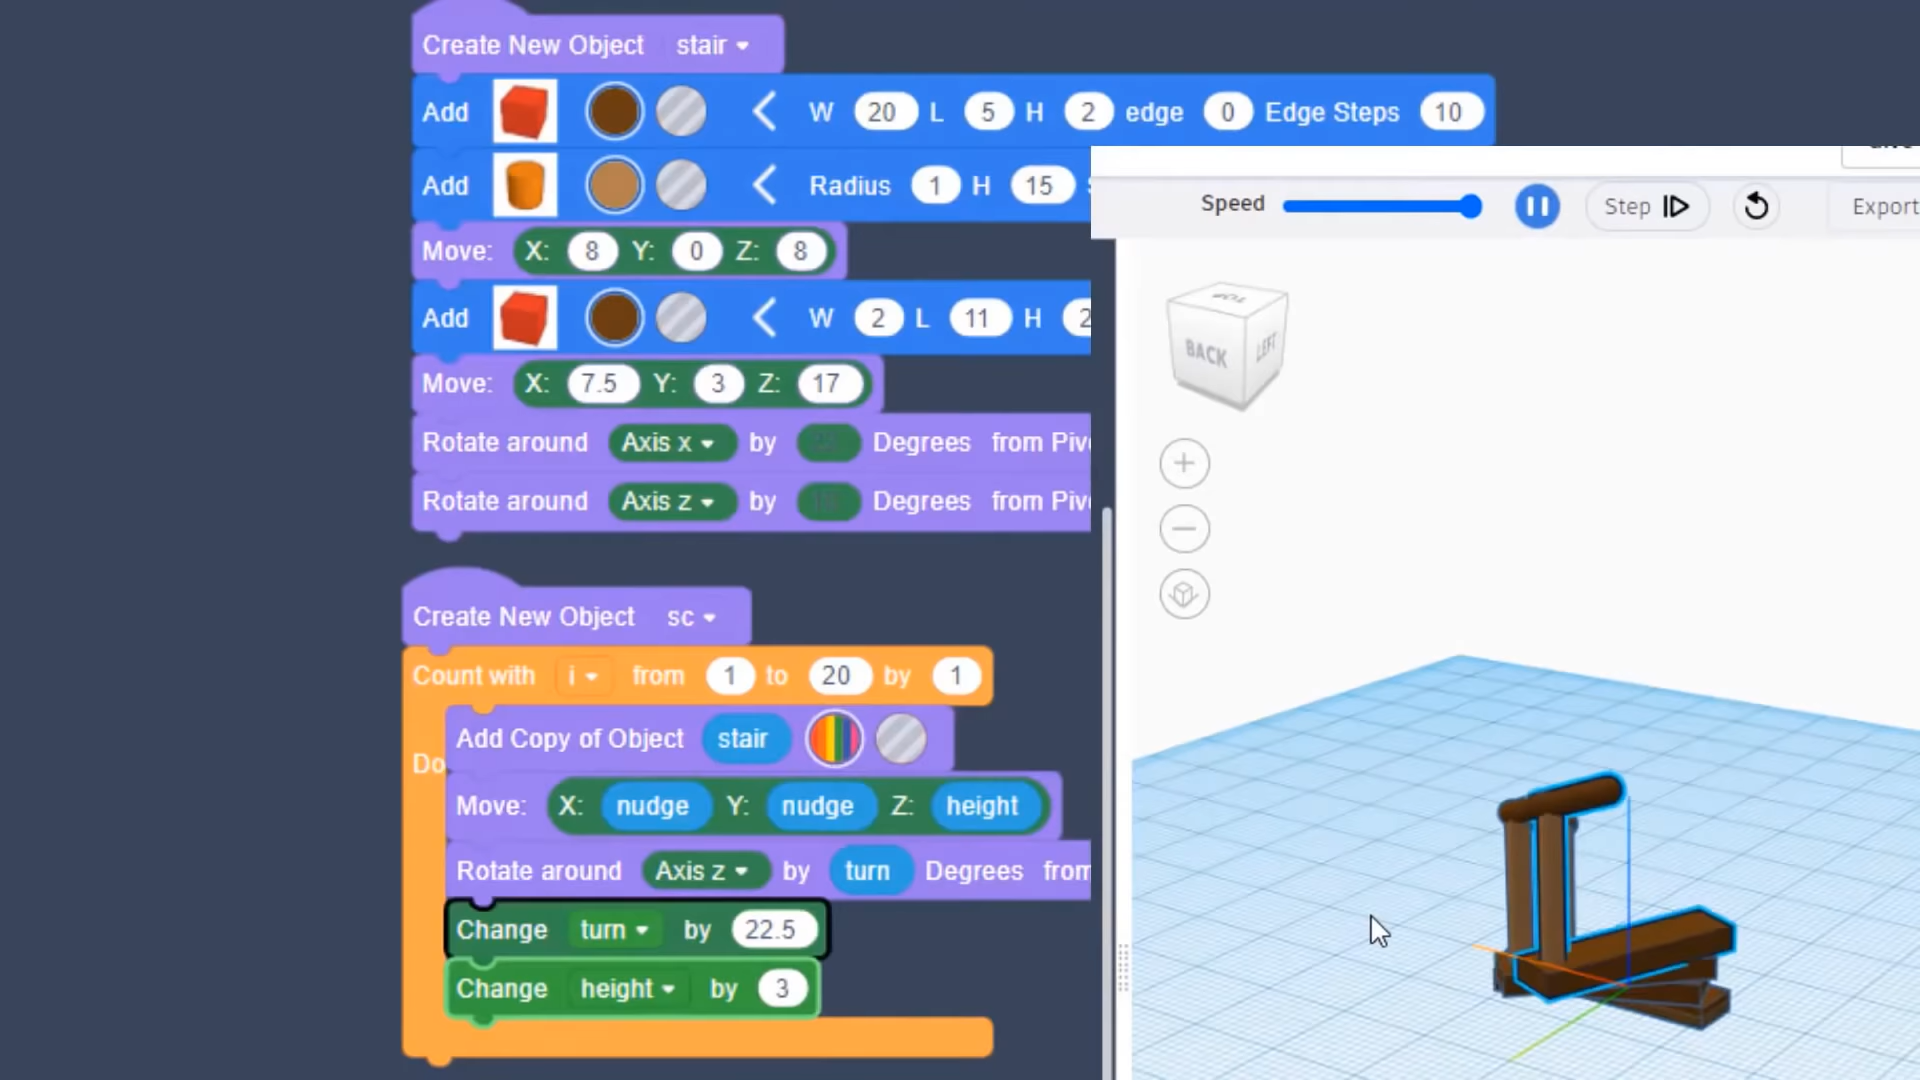 Create New Object stair
Add W 20 L 5 H 2 edge 0 Edge Steps 10
Add Radius 1 H 15
Move: X: 8 Y: 0 Z: 8
Add W 2 L 11 H 2
Move: X: 7.5 Y: 3 Z: 17
Rotate around Axis x by Degrees from Piv
Rotate around Axis z by Degrees from Piv
Create New Object sc
Count with i from 1 to 20 by 1
Do
Add Copy of Object stair
Move: X: nudge Y: nudge Z: height
Rotate around Axis z by turn Degrees from
Change turn by 22.5
Change height by 3
Speed Step Export
TOP
BACK LEFT